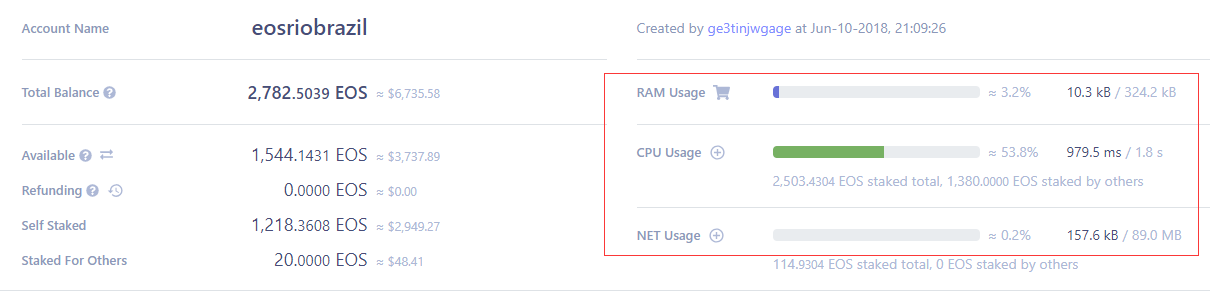 Account Name eosriobrazil
Created by ge3tinjwgage at Jun-10-2018, 21:09:26
Total Balance 2,782.5039 EOS ≈ $6,735.58
RAM Usage ≈ 3.2% 10.3 kB / 324.2 kB
Available 1,544.1431 EOS ≈ $3,737.89
CPU Usage ≈ 53.8% 979.5 ms / 1.8 s
2,503.4304 EOS staked total, 1,380.0000 EOS staked by others
Refunding 0.0000 EOS ≈ $0.00
Self Staked 1,218.3608 EOS ≈ $2,949.27
NET Usage ≈ 0.2% 157.6 kB / 89.0 MB
Staked For Others 20.0000 EOS ≈ $48.41
114.9304 EOS staked total, 0 EOS staked by others